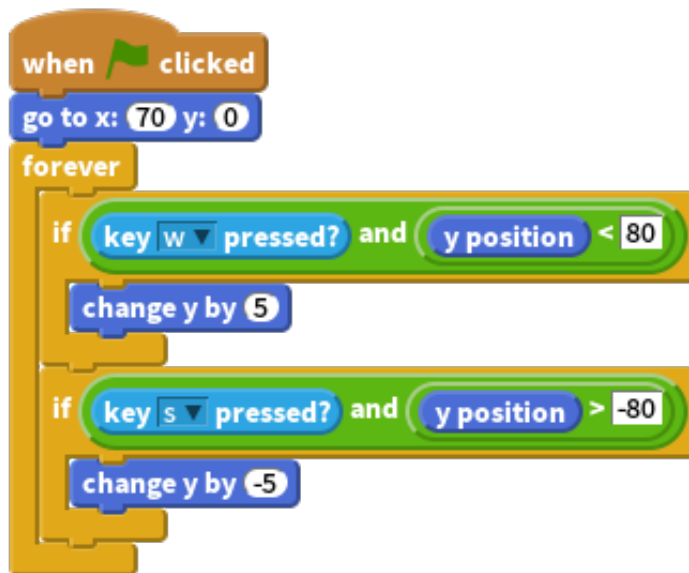 when clicked
go to x: 70 y: 0
forever
if key w pressed? and y position < 80
change y by 5
if key s pressed? and y position > -80
change y by -5